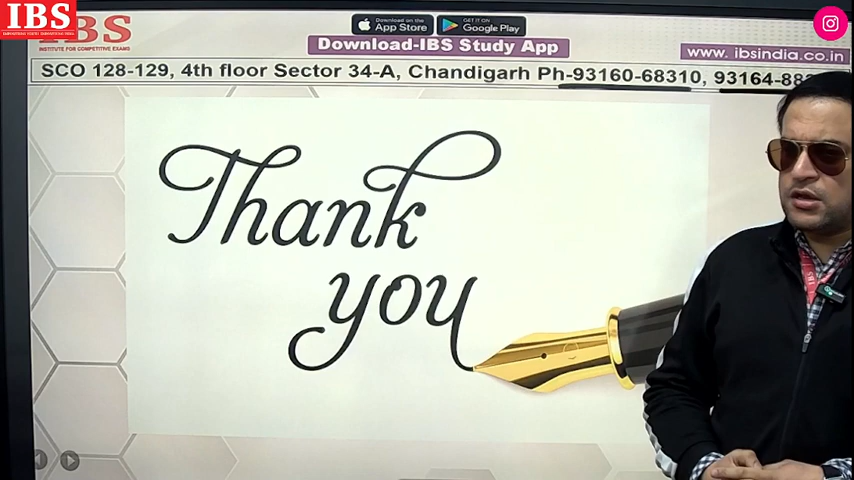 IBS
IBS
INSTITUTE FOR COMPETITIVE EXAMS
Download on the App Store
GET IT ON Google Play
Download-IBS Study App
www. ibsindia.co.in
SCO 128-129, 4th floor Sector 34-A, Chandigarh Ph-93160-68310, 93164-88
Thank
you